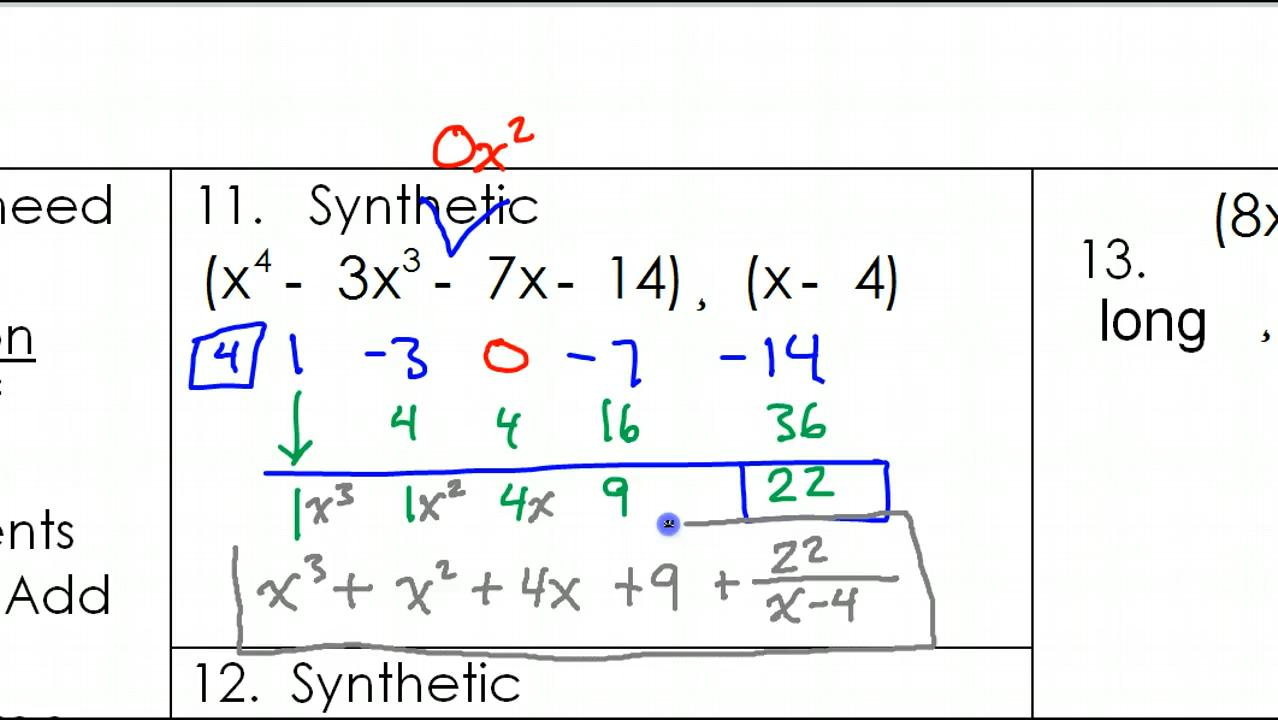 0x²
need
11. Synthetic
(x⁴ - 3x³ - 7x - 14) , (x - 4)
4 1 -3 0 -7 -14
4 4 16 36
1x³ 1x² 4x 9 22
x³ + x² + 4x + 9 + 22/(x-4)
12. Synthetic
on
ents
Add
(8x
13.
long ,